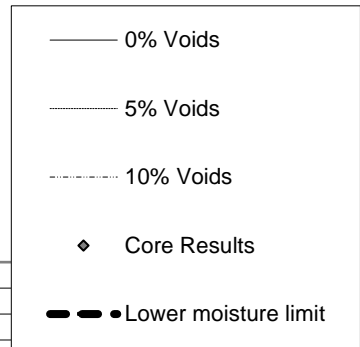 0% Voids
5% Voids
10% Voids
Core Results
Lower moisture limit